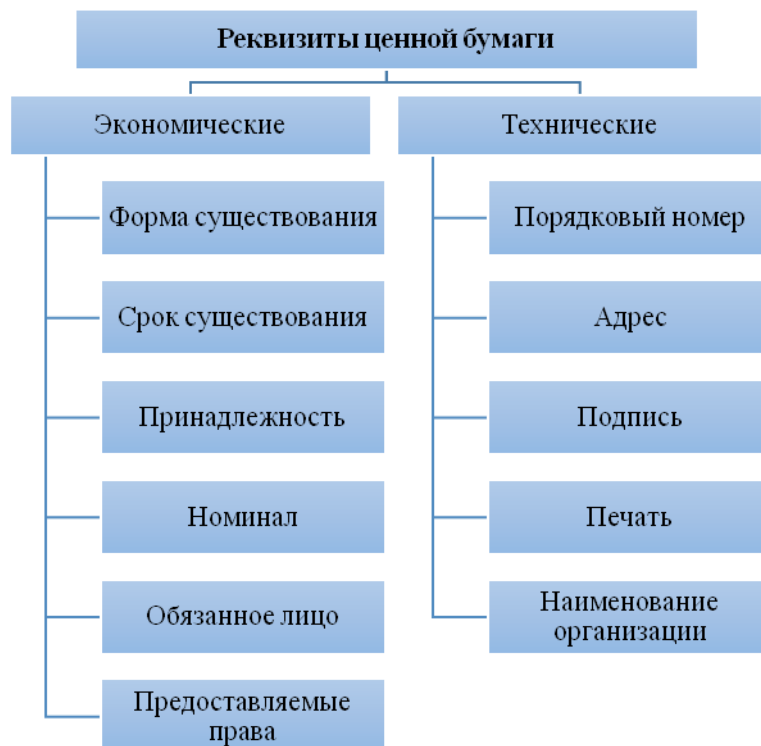 Реквизиты ценной бумаги
Экономические
Форма существования
Срок существования
Принадлежность
Номинал
Обязанное лицо
Предоставляемые
права
Технические
Порядковый номер
Адрес
Подпись
Печать
Наименование
организации